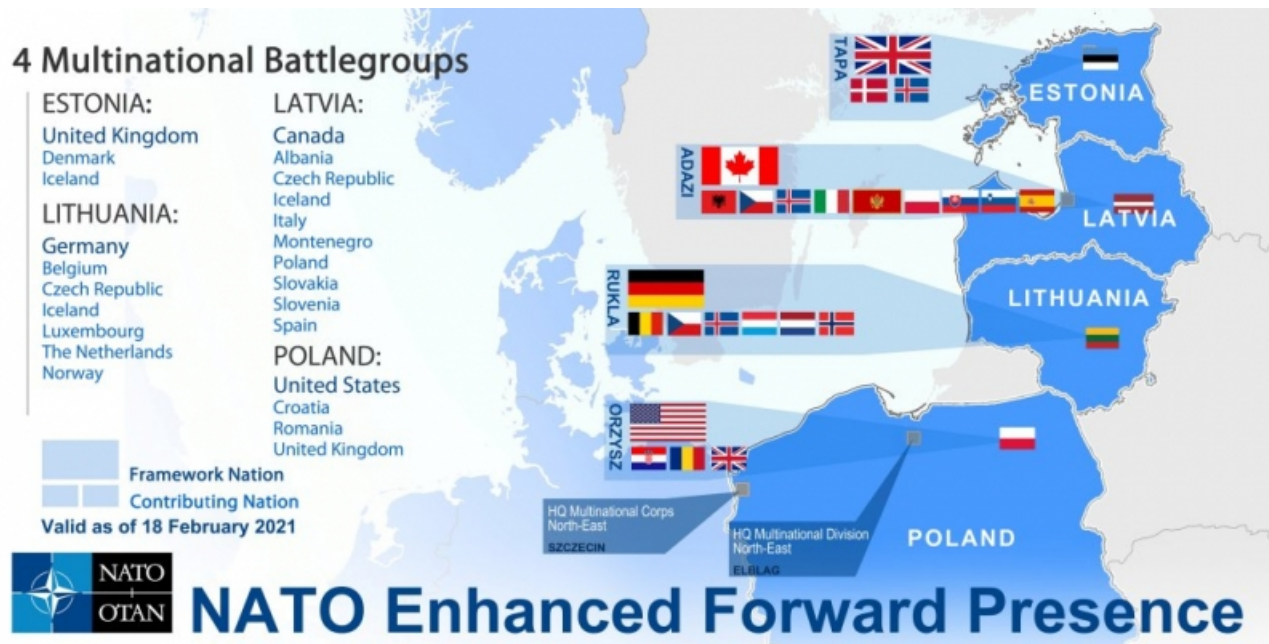 4 Multinational Battlegroups
ESTONIA:
United Kingdom
Denmark
Iceland
LITHUANIA:
Germany
Belgium
Czech Republic
Iceland
Luxembourg
The Netherlands
Norway
LATVIA:
Canada
Albania
Czech Republic
Iceland
Italy
Montenegro
Poland
Slovakia
Slovenia
Spain
POLAND:
United States
Croatia
Romania
United Kingdom
Framework Nation
Contributing Nation
Valid as of 18 February 2021
TAPA
ESTONIA
ADAZI
LATVIA
RUKLA
LITHUANIA
ORZYSZ
HQ Multinational Corps
North-East
SZCZECIN
HQ Multinational Division
North-East
ELBLAG
POLAND
NATO
OTAN
NATO Enhanced Forward Presence